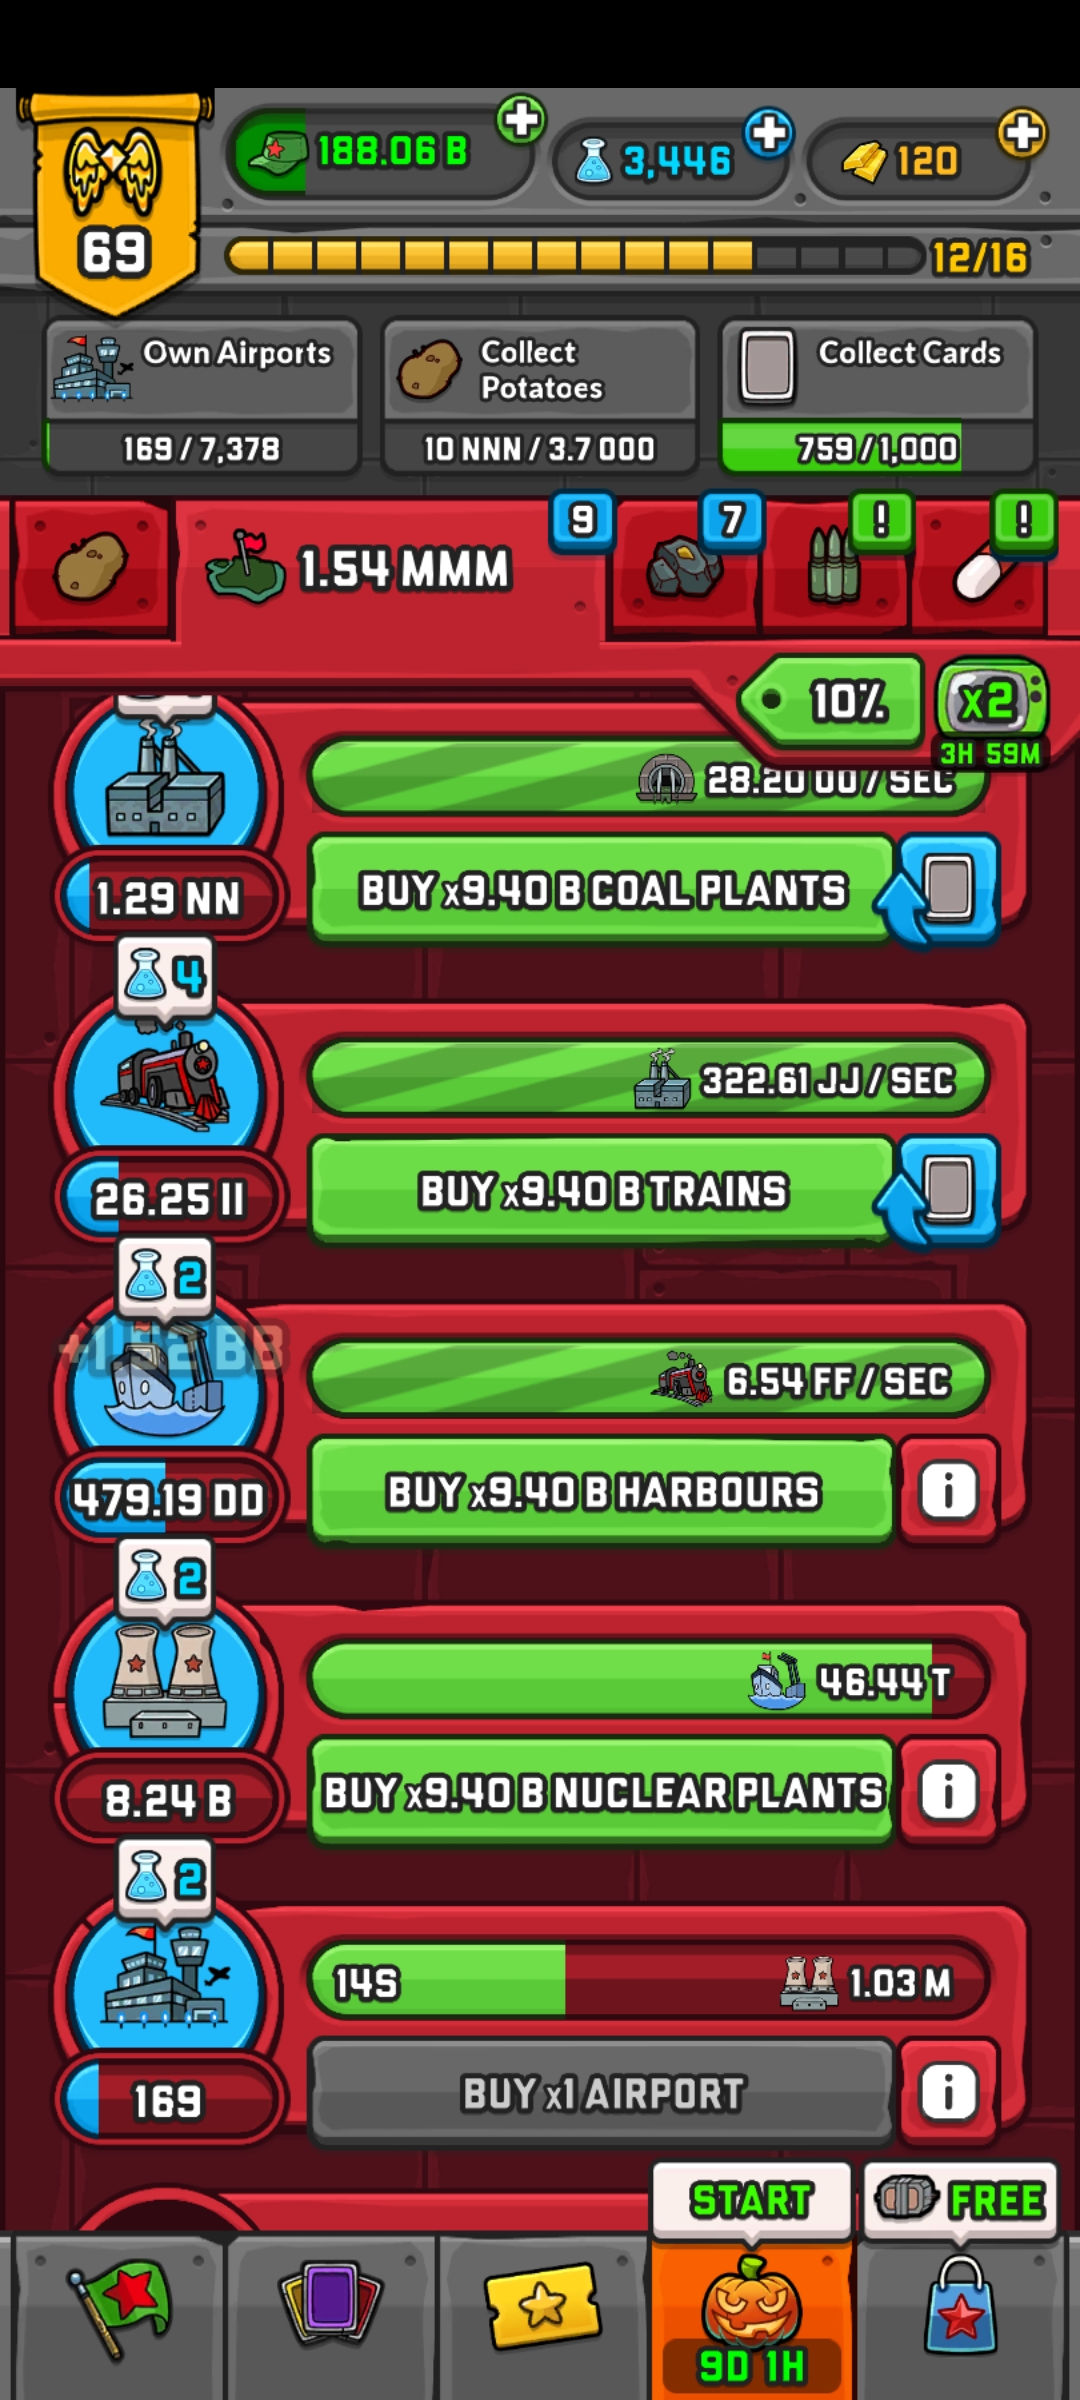 188.06 B
3,446
120
69
12/16
Own Airports
169 / 7,378
Collect
Potatoes
10 NNN / 3.7 OOO
Collect Cards
759 / 1,000
9
7
!
!
1.54 MMM
10%
x2
3H 59M
28.20 OO / SEC
1.29 NN
BUY x9.40 B COAL PLANTS
4
322.61 JJ / SEC
26.25 II
BUY x9.40 B TRAINS
2
+1.52 BB
6.54 FF / SEC
479.19 DD
BUY x9.40 B HARBOURS
i
2
46.44 T
8.24 B
BUY x9.40 B NUCLEAR PLANTS
i
2
14S
1.03 M
169
BUY x1 AIRPORT
i
START
FREE
9D 1H